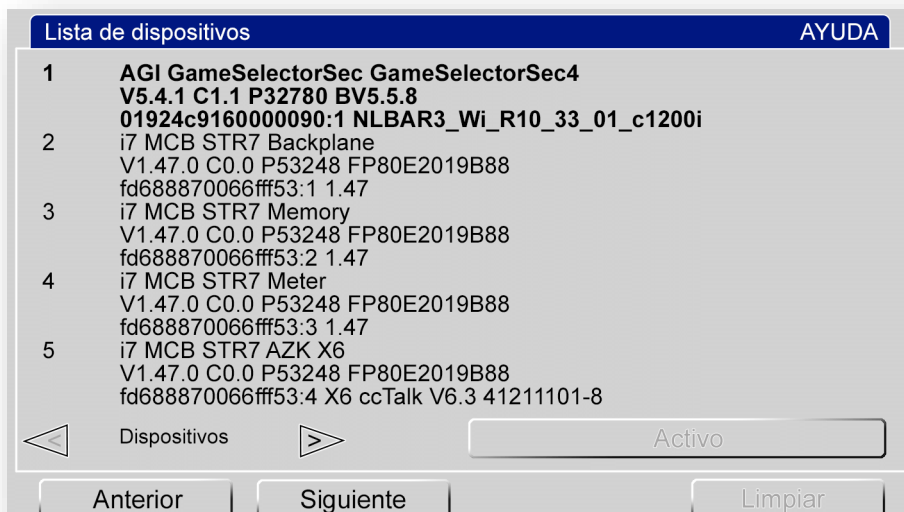 Lista de dispositivos AYUDA
1 AGI GameSelectorSec GameSelectorSec4
V5.4.1 C1.1 P32780 BV5.5.8
01924c9160000090:1 NLBAR3_Wi_R10_33_01_c1200i
2 i7 MCB STR7 Backplane
V1.47.0 C0.0 P53248 FP80E2019B88
fd688870066fff53:1 1.47
3 i7 MCB STR7 Memory
V1.47.0 C0.0 P53248 FP80E2019B88
fd688870066fff53:2 1.47
4 i7 MCB STR7 Meter
V1.47.0 C0.0 P53248 FP80E2019B88
fd688870066fff53:3 1.47
5 i7 MCB STR7 AZK X6
V1.47.0 C0.0 P53248 FP80E2019B88
fd688870066fff53:4 X6 ccTalk V6.3 41211101-8
< Dispositivos > Activo
Anterior Siguiente Limpiar